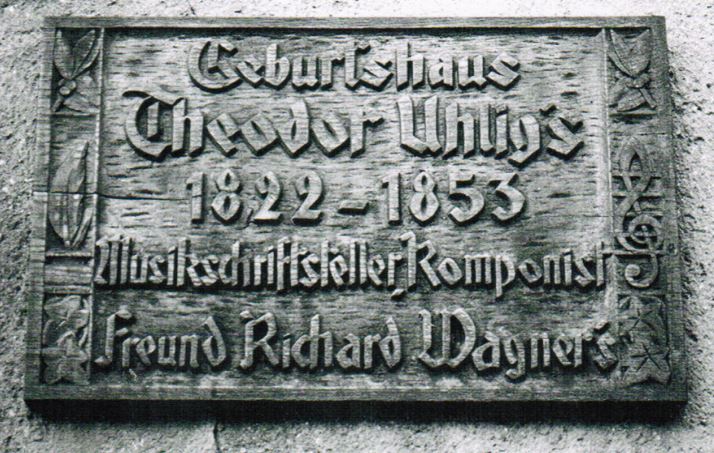 Geburtshaus
Theodor Uhlig's
1822 - 1853
Musikschriftsteller, Komponist
Freund Richard Wagner's